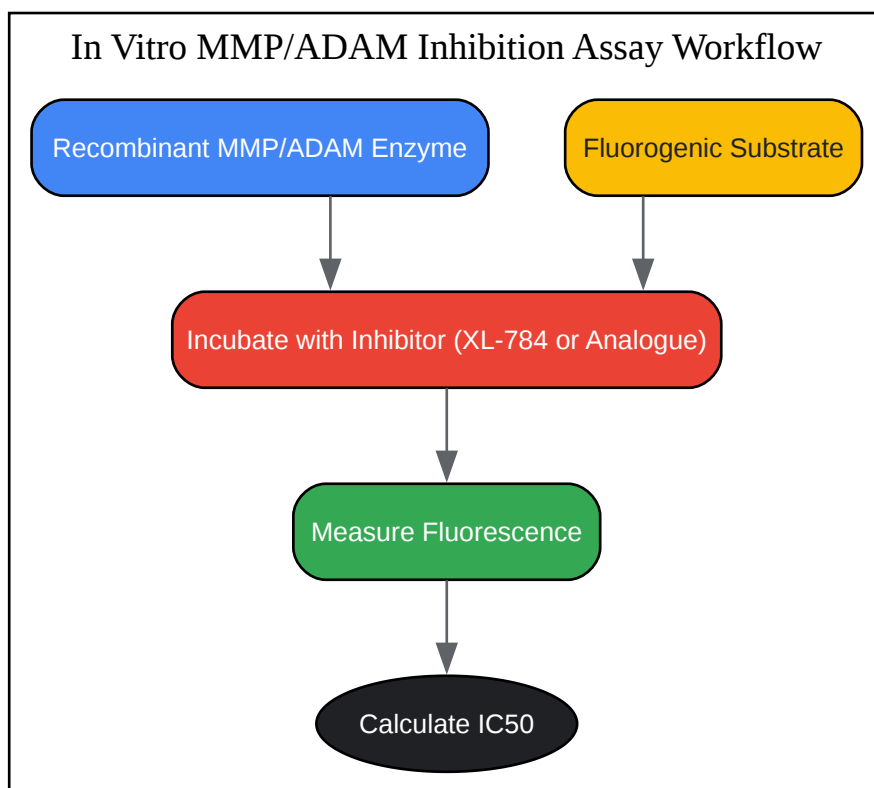 In Vitro MMP/ADAM Inhibition Assay Workflow
Recombinant MMP/ADAM Enzyme
Fluorogenic Substrate
Incubate with Inhibitor (XL-784 or Analogue)
Measure Fluorescence
Calculate IC50